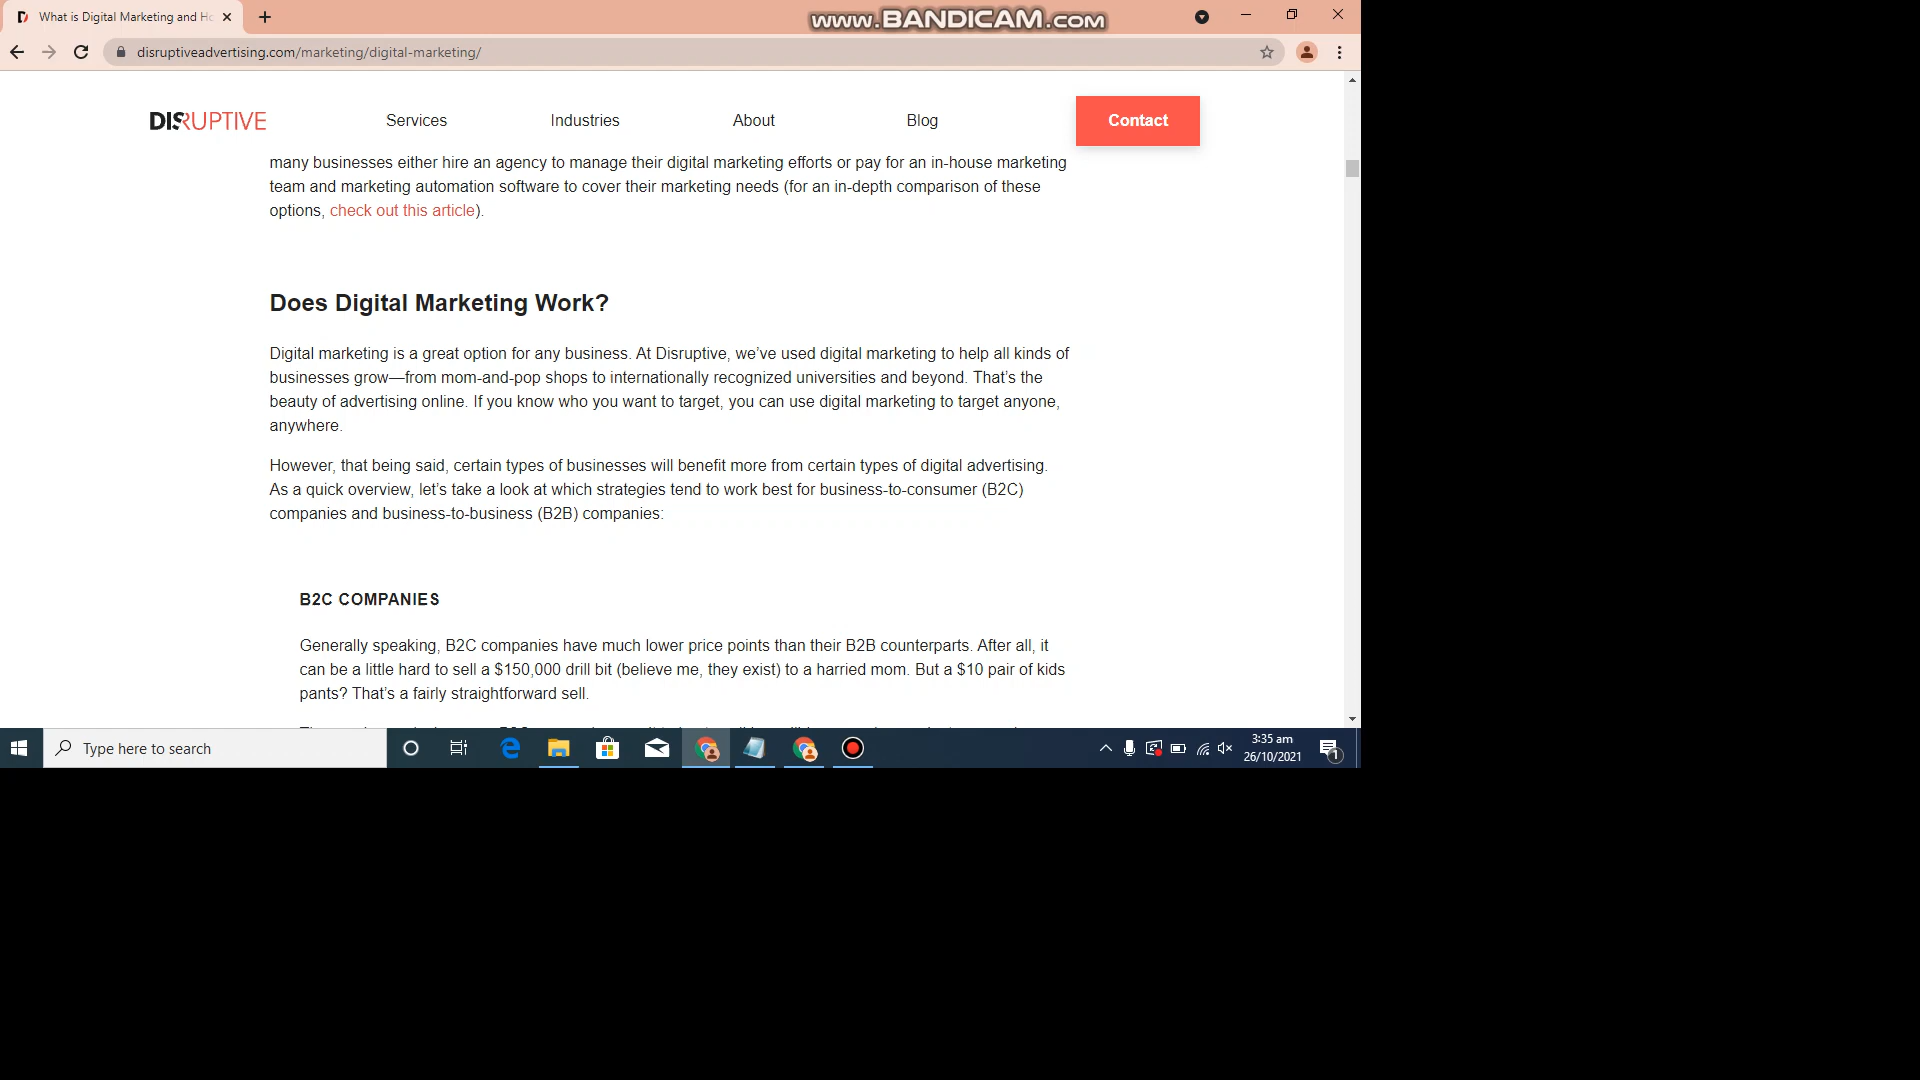 What is Digital Marketing and Ho
www.BANDICAM.com
disruptiveadvertising.com/marketing/digital-marketing/
DISRUPTIVE
Services
Industries
About
Blog
Contact
many businesses either hire an agency to manage their digital marketing efforts or pay for an in-house marketing
team and marketing automation software to cover their marketing needs (for an in-depth comparison of these
options, check out this article).
Does Digital Marketing Work?
Digital marketing is a great option for any business. At Disruptive, we’ve used digital marketing to help all kinds of
businesses grow—from mom-and-pop shops to internationally recognized universities and beyond. That’s the
beauty of advertising online. If you know who you want to target, you can use digital marketing to target anyone,
anywhere.
However, that being said, certain types of businesses will benefit more from certain types of digital advertising.
As a quick overview, let’s take a look at which strategies tend to work best for business-to-consumer (B2C)
companies and business-to-business (B2B) companies:
B2C COMPANIES
Generally speaking, B2C companies have much lower price points than their B2B counterparts. After all, it
can be a little hard to sell a $150,000 drill bit (believe me, they exist) to a harried mom. But a $10 pair of kids
pants? That’s a fairly straightforward sell.
Type here to search
3:35 am
26/10/2021
1